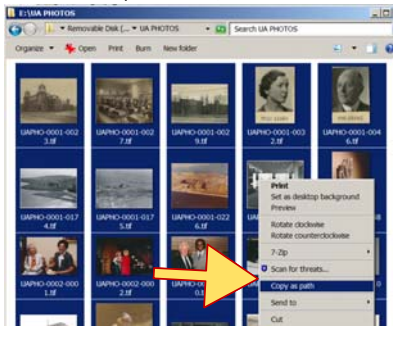 E:\UA PHOTOS
Removable Disk (... UA PHOTOS
Search UA PHOTOS
Organize Open Print Burn New folder
UAPHO-0001-002
3.tif
UAPHO-0001-002
7.tif
UAPHO-0001-002
9.tif
UAPHO-0001-003
2.tif
UAPHO-0001-004
6.tif
UAPHO-0001-017
4.tif
UAPHO-0001-017
5.tif
UAPHO-0001-022
6.tif
8
UAPHO-0002-000
1.tif
UAPHO-0002-000
2.tif
UAPHO-0002-000
0
Print
Set as desktop background
Preview
Rotate clockwise
Rotate counterclockwise
7-Zip
Scan for threats...
Copy as path
Send to
Cut